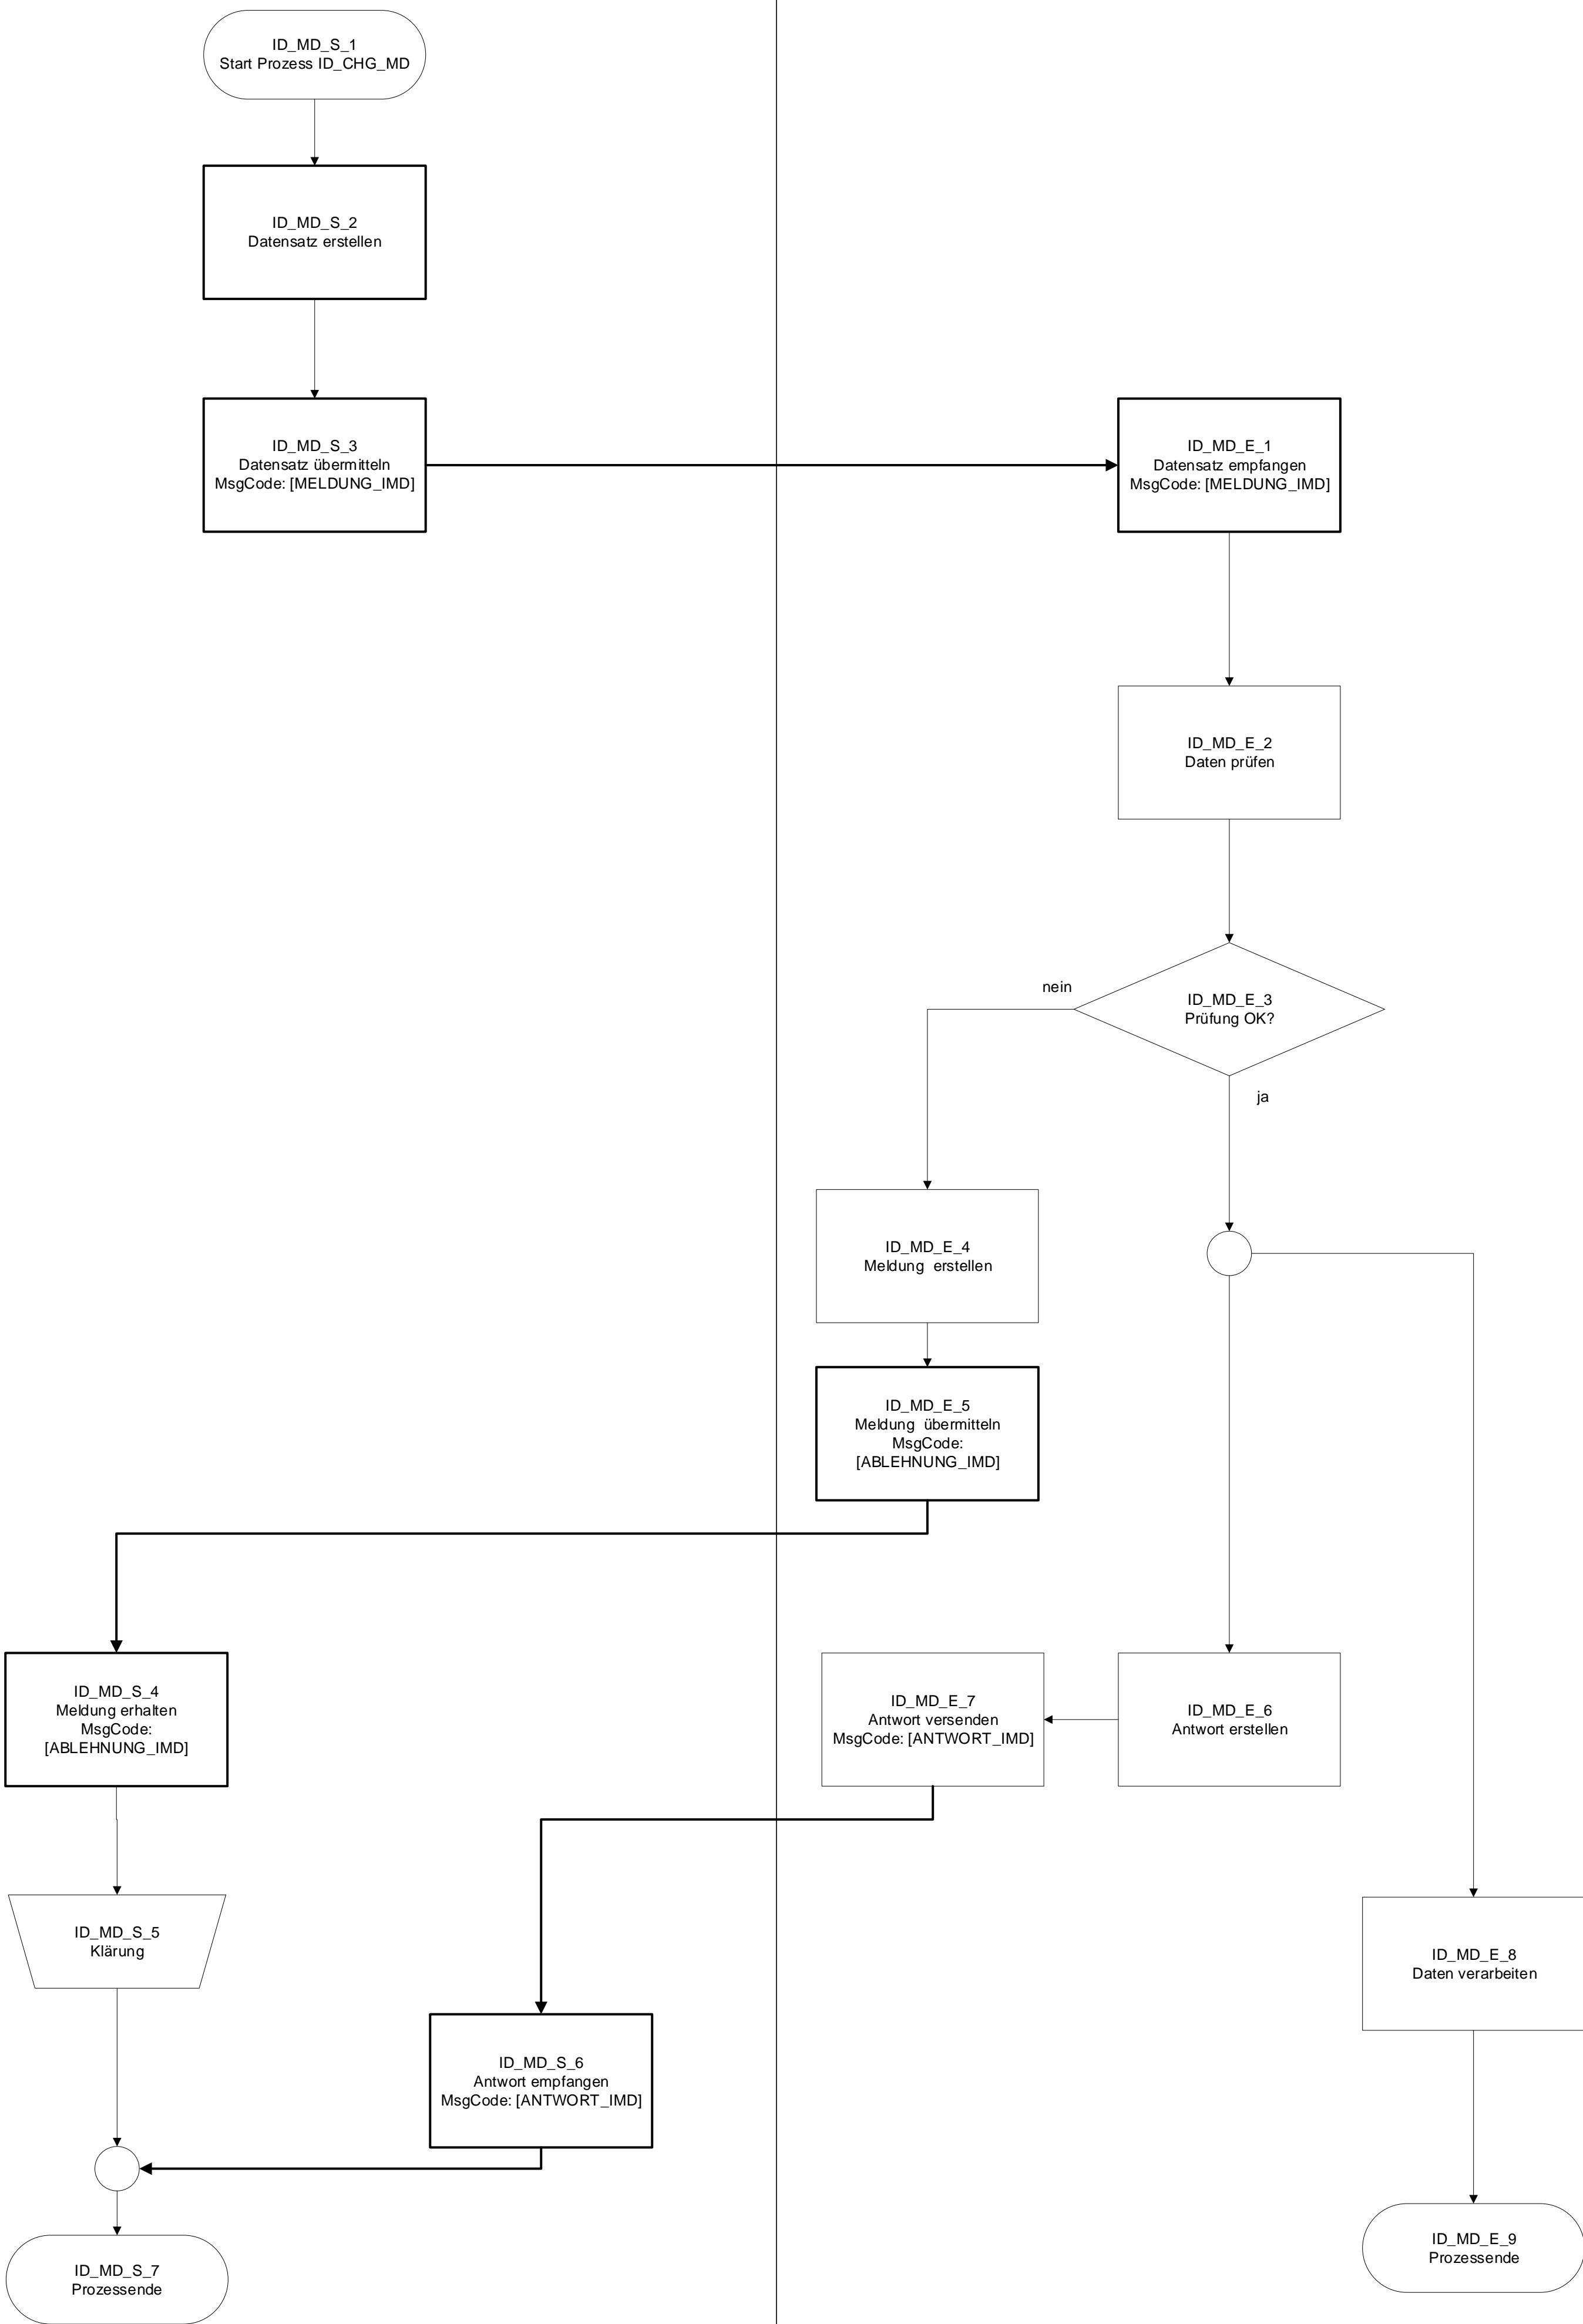 ID_MD_S_1
Start Prozess ID_CHG_MD
ID_MD_S_2
Datensatz erstellen
ID_MD_S_3
Datensatz übermitteln
MsgCode: [MELDUNG_IMD]
ID_MD_E_1
Datensatz empfangen
MsgCode: [MELDUNG_IMD]
ID_MD_E_2
Daten prüfen
nein
ID_MD_E_3
Prüfung OK?
ja
ID_MD_E_4
Meldung erstellen
ID_MD_E_5
Meldung übermitteln
MsgCode:
[ABLEHNUNG_IMD]
ID_MD_S_4
Meldung erhalten
MsgCode:
[ABLEHNUNG_IMD]
ID_MD_E_7
Antwort versenden
MsgCode: [ANTWORT_IMD]
ID_MD_E_6
Antwort erstellen
ID_MD_S_5
Klärung
ID_MD_E_8
Daten verarbeiten
ID_MD_S_6
Antwort empfangen
MsgCode: [ANTWORT_IMD]
ID_MD_S_7
Prozessende
ID_MD_E_9
Prozessende